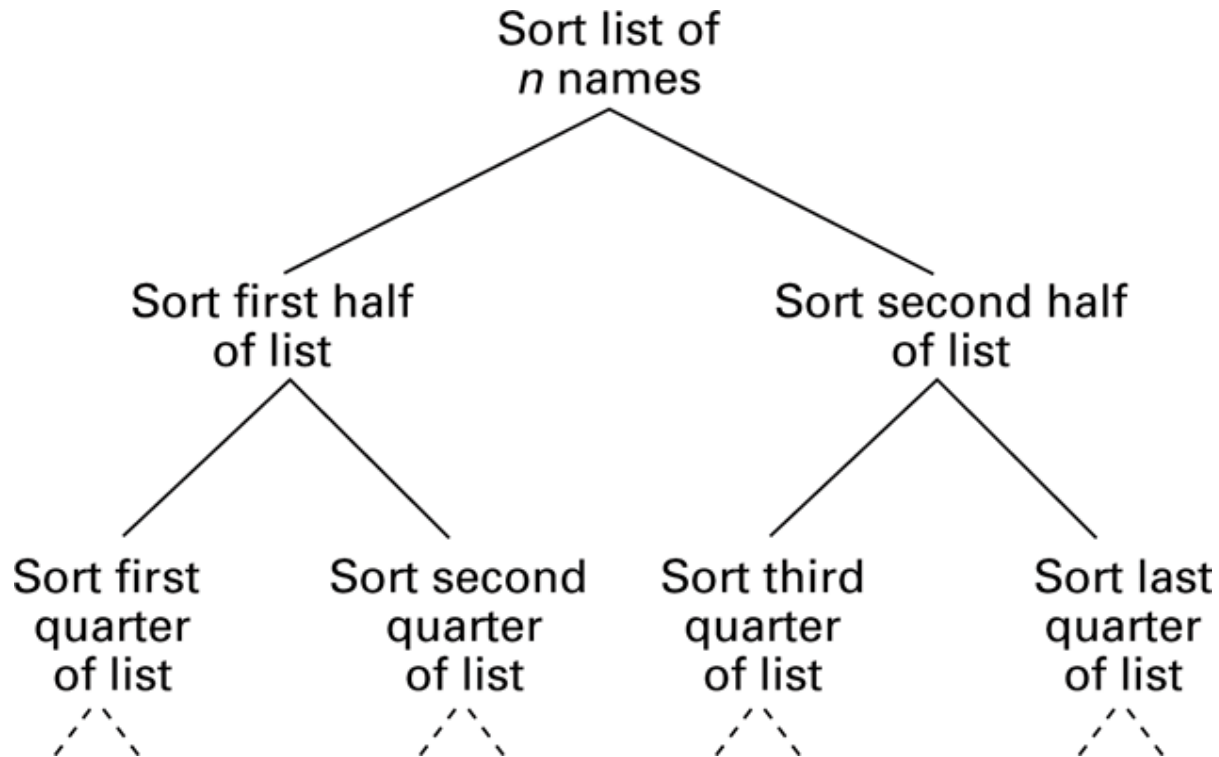 Sort list of
n names
Sort first half
of list
Sort second half
of list
Sort first
quarter
of list
Sort second
quarter
of list
Sort third
quarter
of list
Sort last
quarter
of list